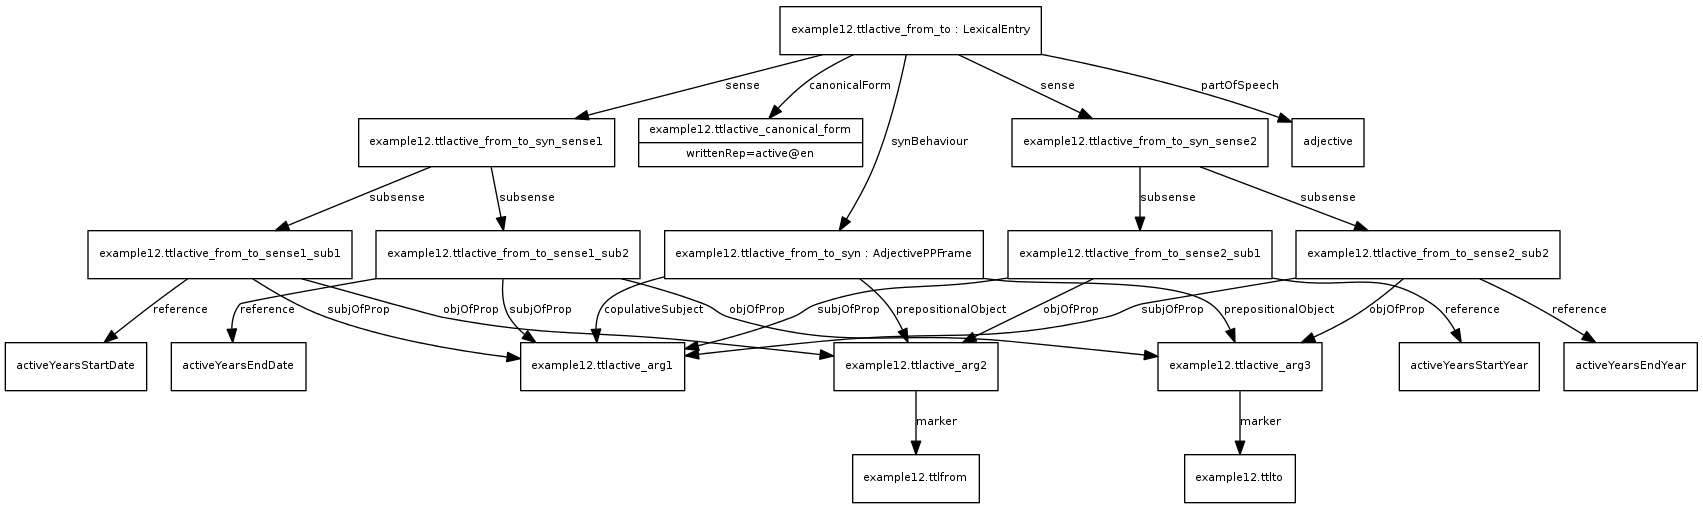 example12.ttlactive_from_to : LexicalEntry
sense
canonicalForm
sense
partOfSpeech
example12.ttlactive_from_to_syn_sense1
example12.ttlactive_canonical_form
writtenRep=active@en
synBehaviour
example12.ttlactive_from_to_syn_sense2
adjective
subsense
subsense
subsense
subsense
example12.ttlactive_from_to_sense1_sub1
example12.ttlactive_from_to_sense1_sub2
example12.ttlactive_from_to_syn : AdjectivePPFrame
example12.ttlactive_from_to_sense2_sub1
example12.ttlactive_from_to_sense2_sub2
reference
reference
subjOfProp
objOfProp
subjOfProp
copulativeSubject
objOfProp
subjOfProp
prepositionalObject
objOfProp
subjOfProp
prepositionalObject
objOfProp
reference
reference
activeYearsStartDate
activeYearsEndDate
example12.ttlactive_arg1
example12.ttlactive_arg2
example12.ttlactive_arg3
activeYearsStartYear
activeYearsEndYear
marker
marker
example12.ttlfrom
example12.ttlto